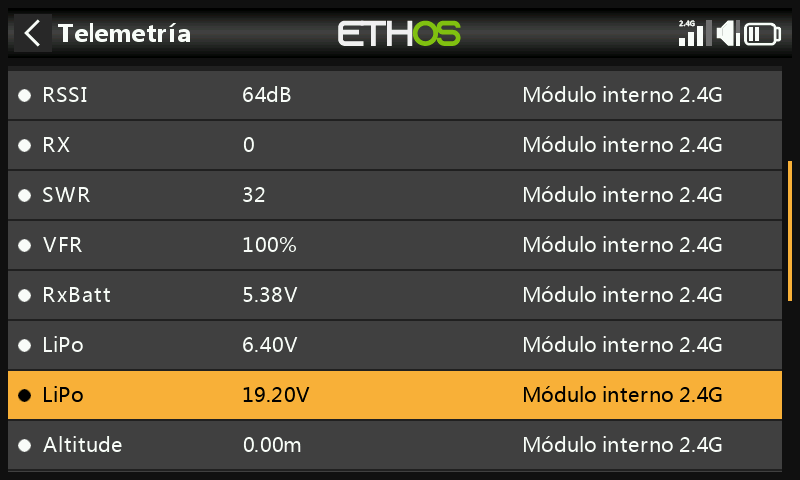 Telemetría ETHOS 2.4G
RSSI 64dB Módulo interno 2.4G
RX 0 Módulo interno 2.4G
SWR 32 Módulo interno 2.4G
VFR 100% Módulo interno 2.4G
RxBatt 5.38V Módulo interno 2.4G
LiPo 6.40V Módulo interno 2.4G
LiPo 19.20V Módulo interno 2.4G
Altitude 0.00m Módulo interno 2.4G